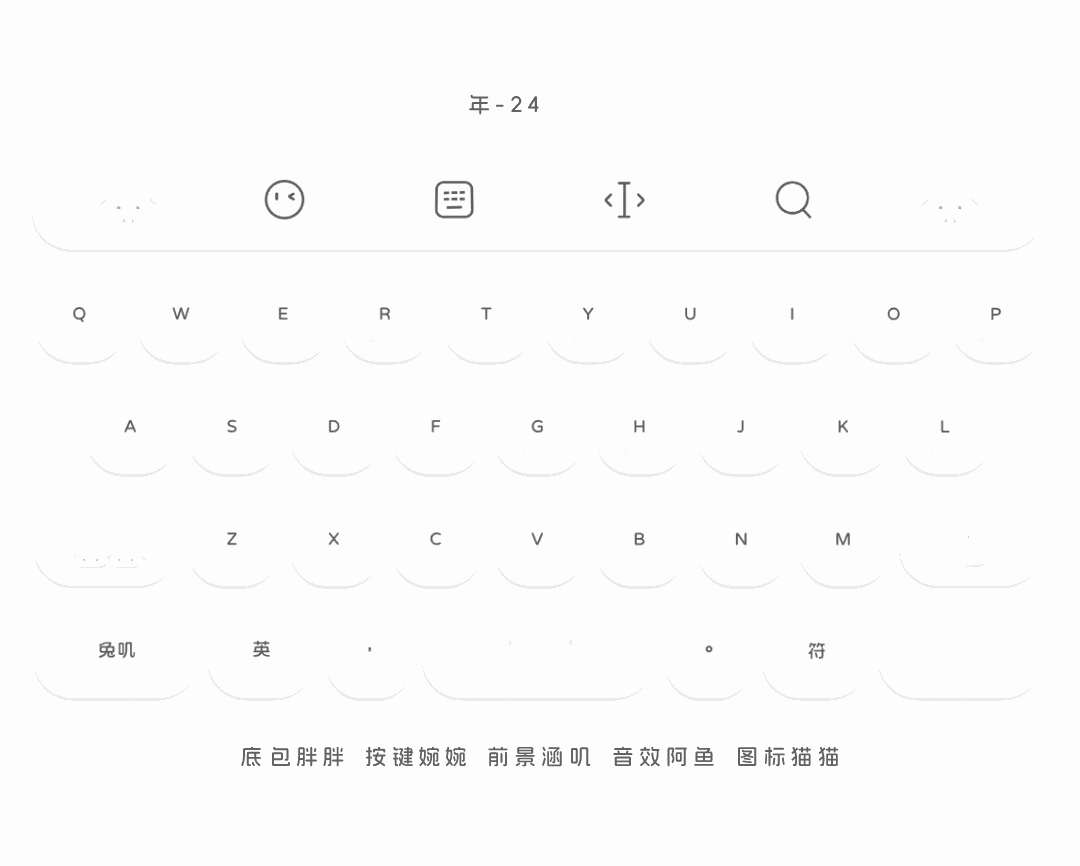 年-24
Q W E R T Y U I O P
A S D F G H J K L
Z X C V B N M
兔叽 英 ' 。 符
底包胖胖 按键婉婉 前景涵叽 音效阿鱼 图标猫猫